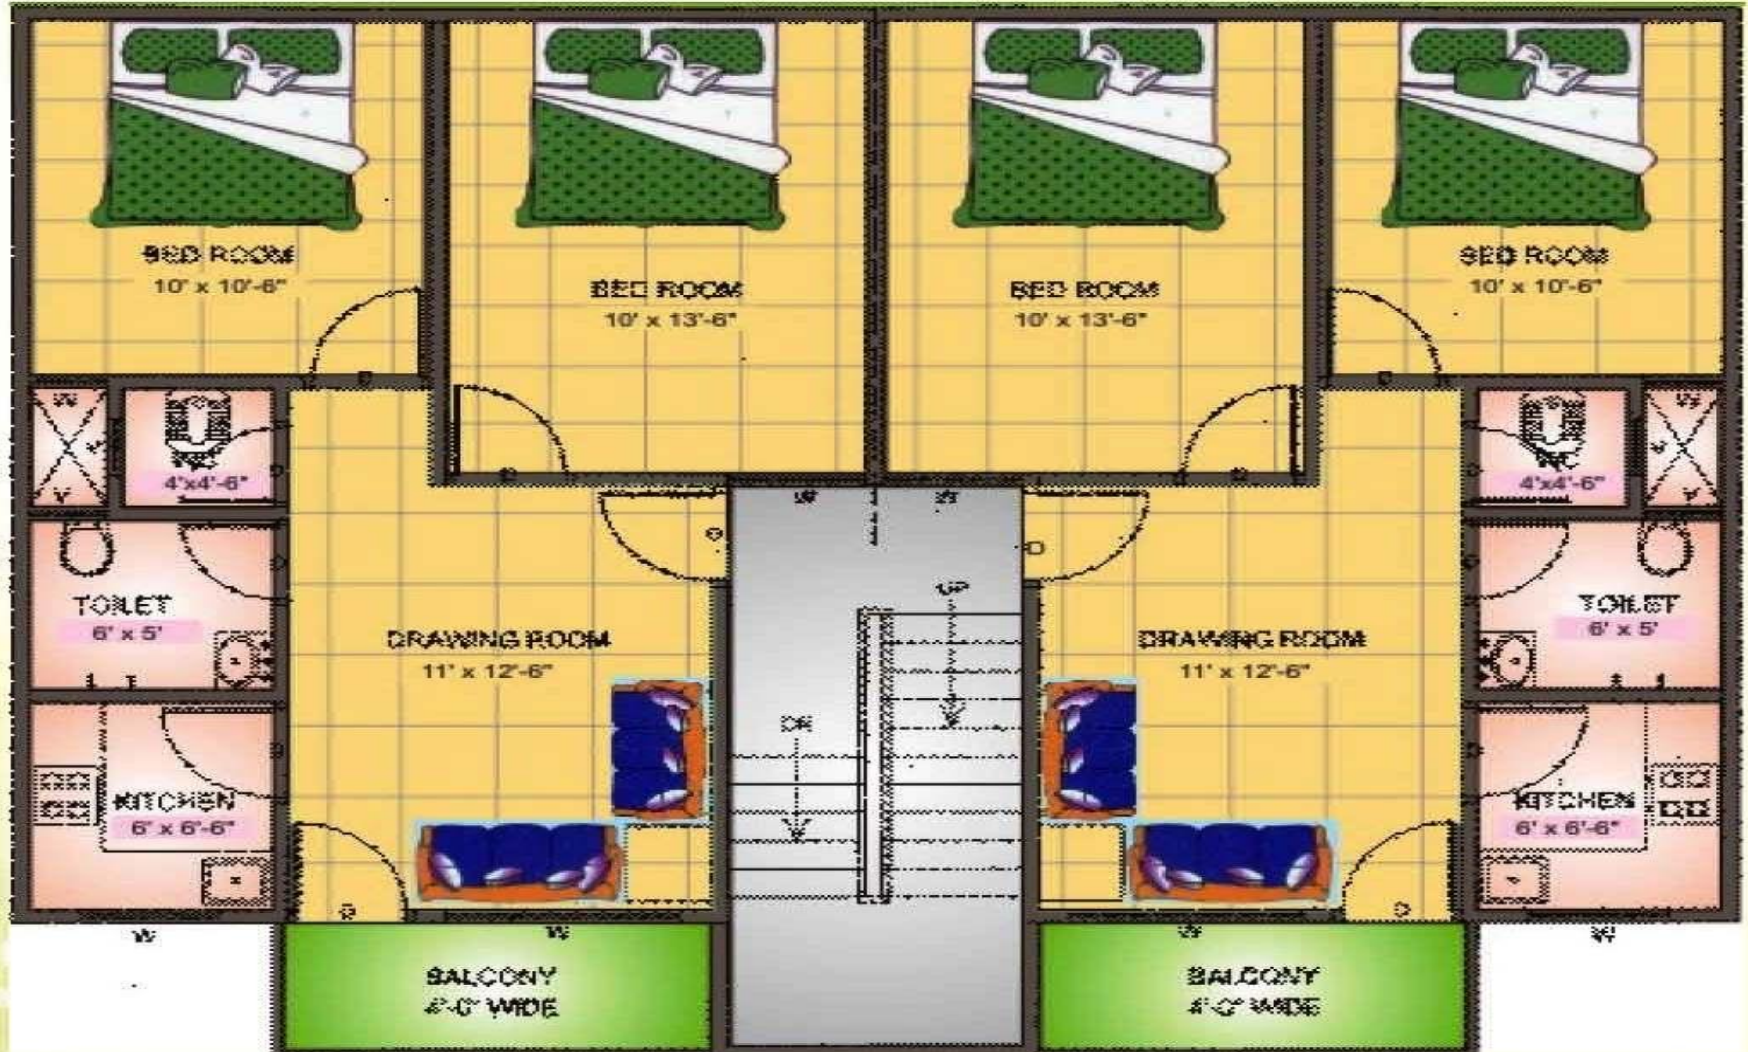 BED ROOM
10' x 10'-6"
BED ROOM
10' x 13'-6"
BED ROOM
10' x 13'-6"
BED ROOM
10' x 10'-6"
W
V
WC
4'x4'-6"
W
W
WC
4'x4'-6"
W
V
TOILET
6' x 5'
DRAWING ROOM
11' x 12'-6"
UP
DRAWING ROOM
11' x 12'-6"
TOILET
6' x 5'
DN
KITCHEN
6' x 6'-6"
KITCHEN
6' x 6'-6"
W
W
W
W
BALCONY
4'-0" WIDE
BALCONY
4'-0" WIDE